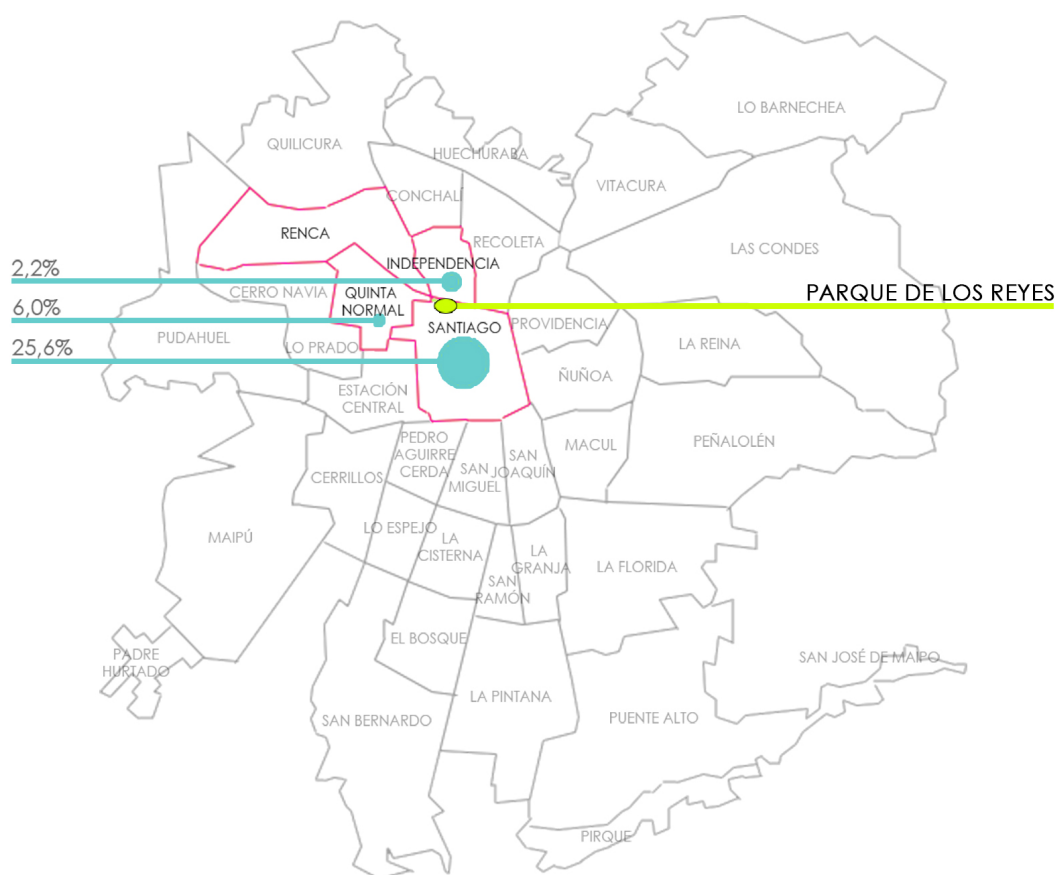 LO BARNECHEA
QUILICURA
HUECHURABA
VITACURA
CONCHALÍ
RENCA
RECOLETA
LAS CONDES
INDEPENDENCIA
2,2%
CERRO NAVIA
QUINTA
NORMAL
PARQUE DE LOS REYES
6,0%
SANTIAGO
PROVIDENCIA
PUDAHUEL
LO PRADO
LA REINA
25,6%
ÑUÑOA
ESTACIÓN
CENTRAL
PEDRO
AGUIRRE
CERDA
MACUL
PEÑALOLÉN
SAN
JOAQUÍN
SAN
MIGUEL
CERRILLOS
LO ESPEJO
MAIPÚ
LA
CISTERNA
LA
GRANJA
LA FLORIDA
SAN
RAMÓN
EL BOSQUE
PADRE
HURTADO
SAN JOSÉ DE MAIPO
LA PINTANA
SAN BERNARDO
PUENTE ALTO
PIRQUE